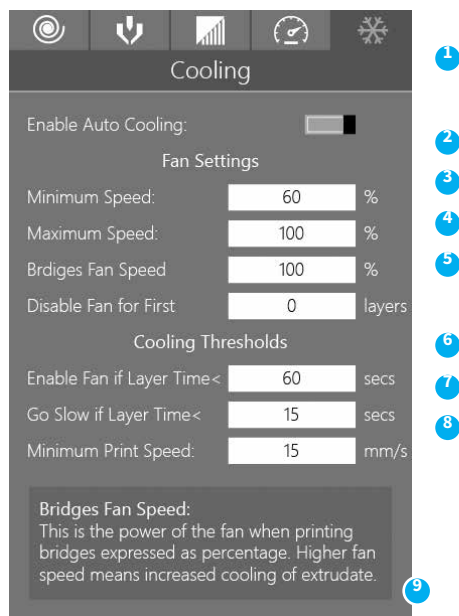 Cooling
1
Enable Auto Cooling:
2
Fan Settings
Minimum Speed: 60 %
3
Maximum Speed: 100 %
4
Brdiges Fan Speed 100 %
5
Disable Fan for First 0 layers
Cooling Thresholds
6
Enable Fan if Layer Time< 60 secs
7
Go Slow if Layer Time< 15 secs
8
Minimum Print Speed: 15 mm/s
Bridges Fan Speed:
This is the power of the fan when printing
bridges expressed as percentage. Higher fan
speed means increased cooling of extrudate.
9